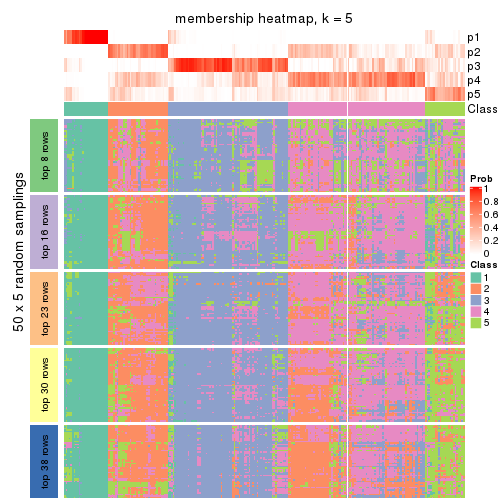 membership heatmap, k = 5
p1
p2
p3
p4
p5
Class
50 x 5 random samplings
top 8 rows
top 16 rows
top 23 rows
top 30 rows
top 38 rows
Prob
1
0.8
0.6
0.4
0.2
0
Class
1
2
3
4
5